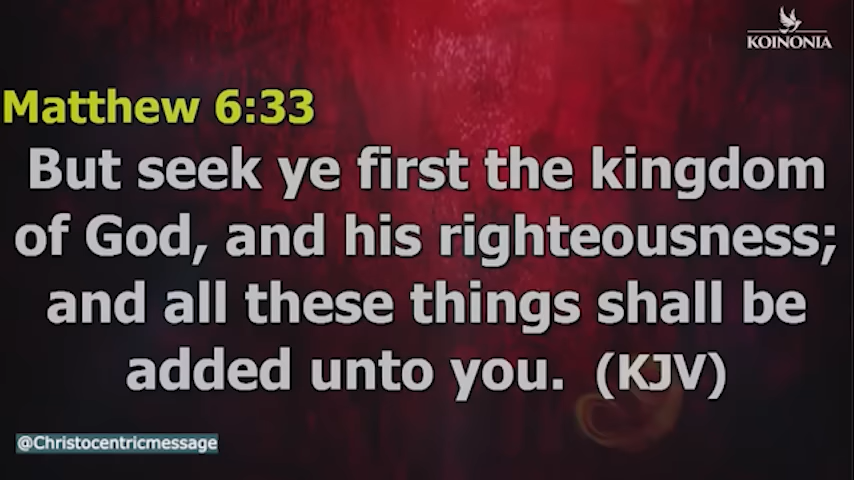 KOINONIA
Matthew 6:33
But seek ye first the kingdom
of God, and his righteousness;
and all these things shall be
added unto you. (KJV)
@Christocentricmessage